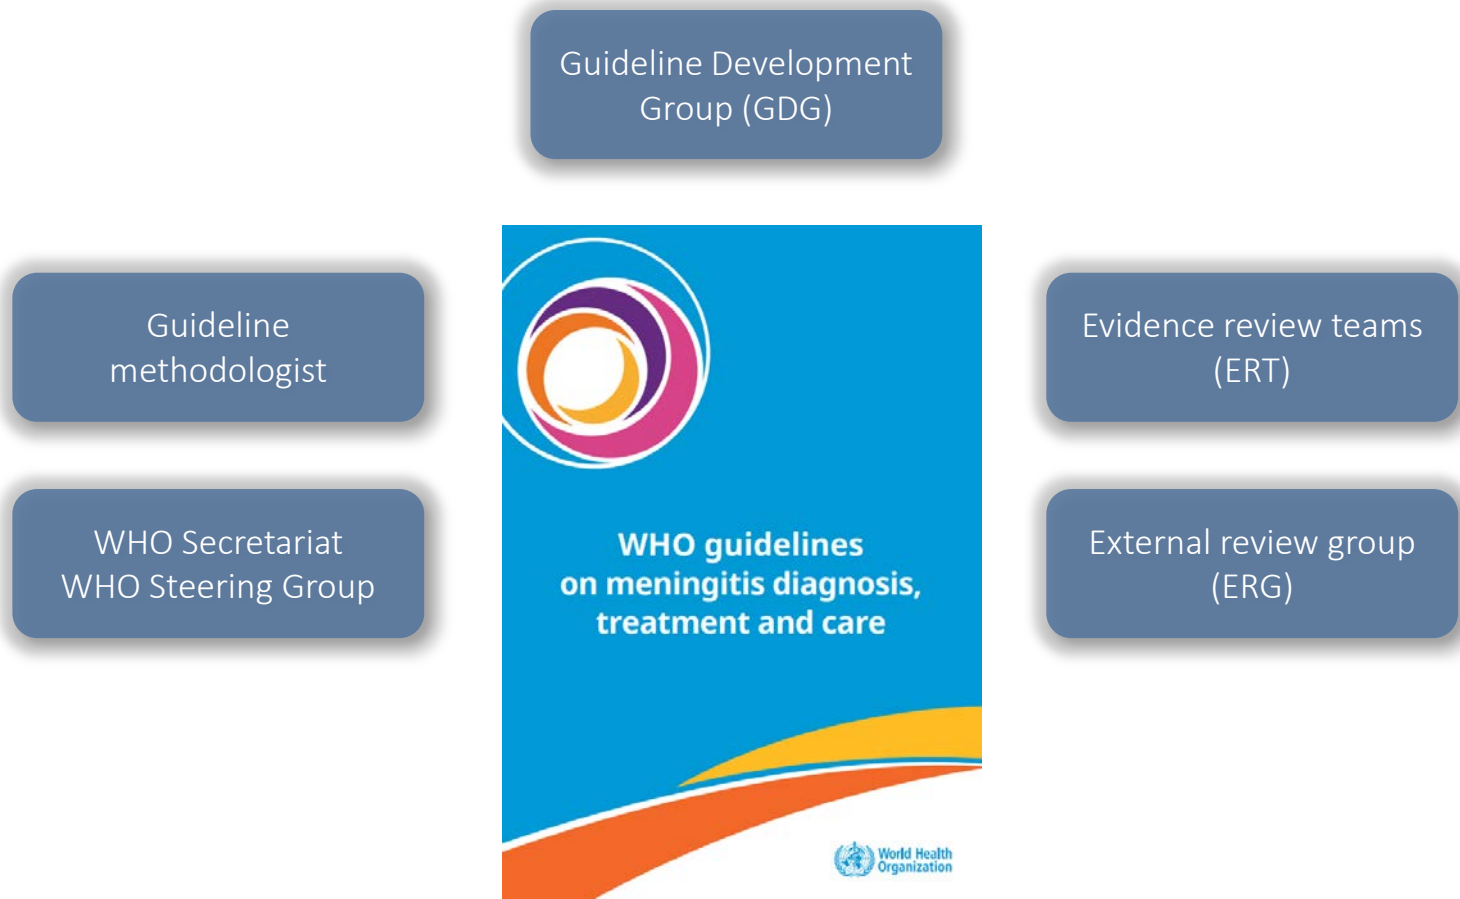 Guideline Development
Group (GDG)
Guideline
methodologist
WHO Secretariat
WHO Steering Group
WHO guidelines
on meningitis diagnosis,
treatment and care
World Health
Organization
Evidence review teams
(ERT)
External review group
(ERG)